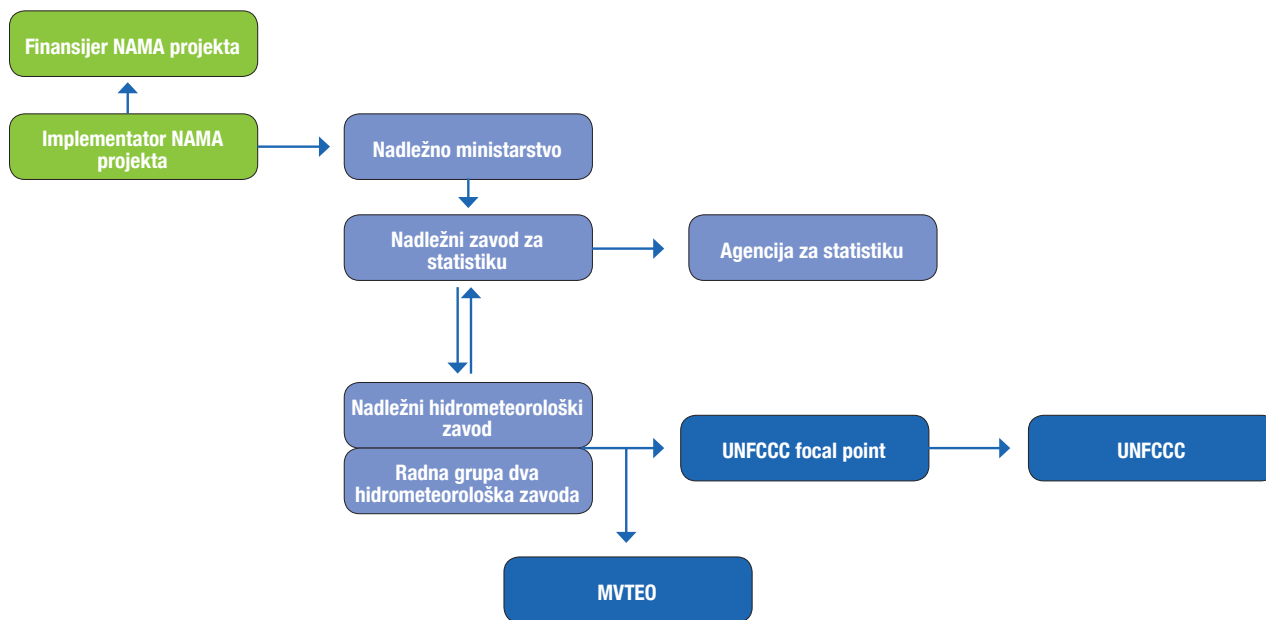 Finansijer NAMA projekta
Implementator NAMA
projekta
Nadležno ministarstvo
Nadležni zavod za
statistiku
Agencija za statistiku
Nadležni hidrometeorološki
zavod
Radna grupa dva
hidrometeorološka zavoda
UNFCCC focal point
UNFCCC
MVTEO